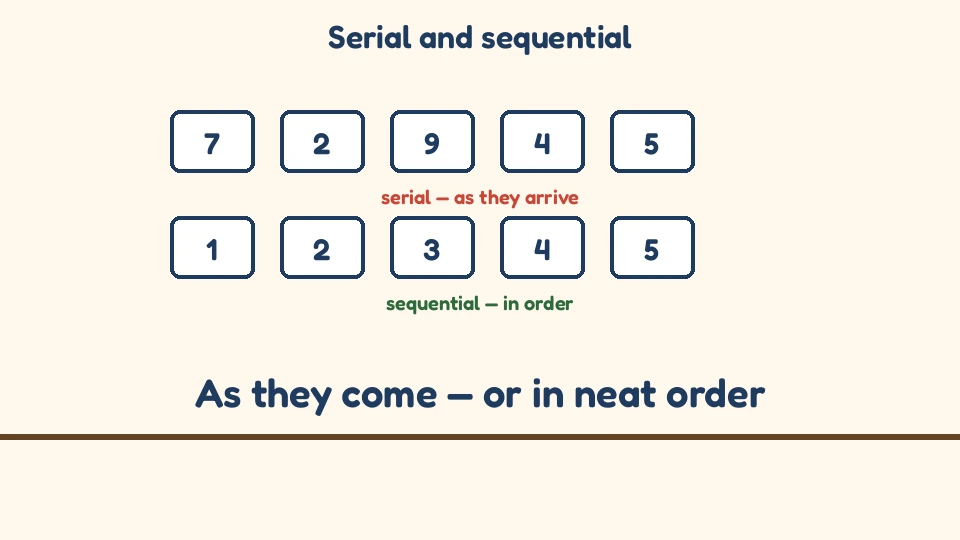 Serial and sequential
7 2 9 4 5
serial — as they arrive
1 2 3 4 5
sequential — in order
As they come — or in neat order